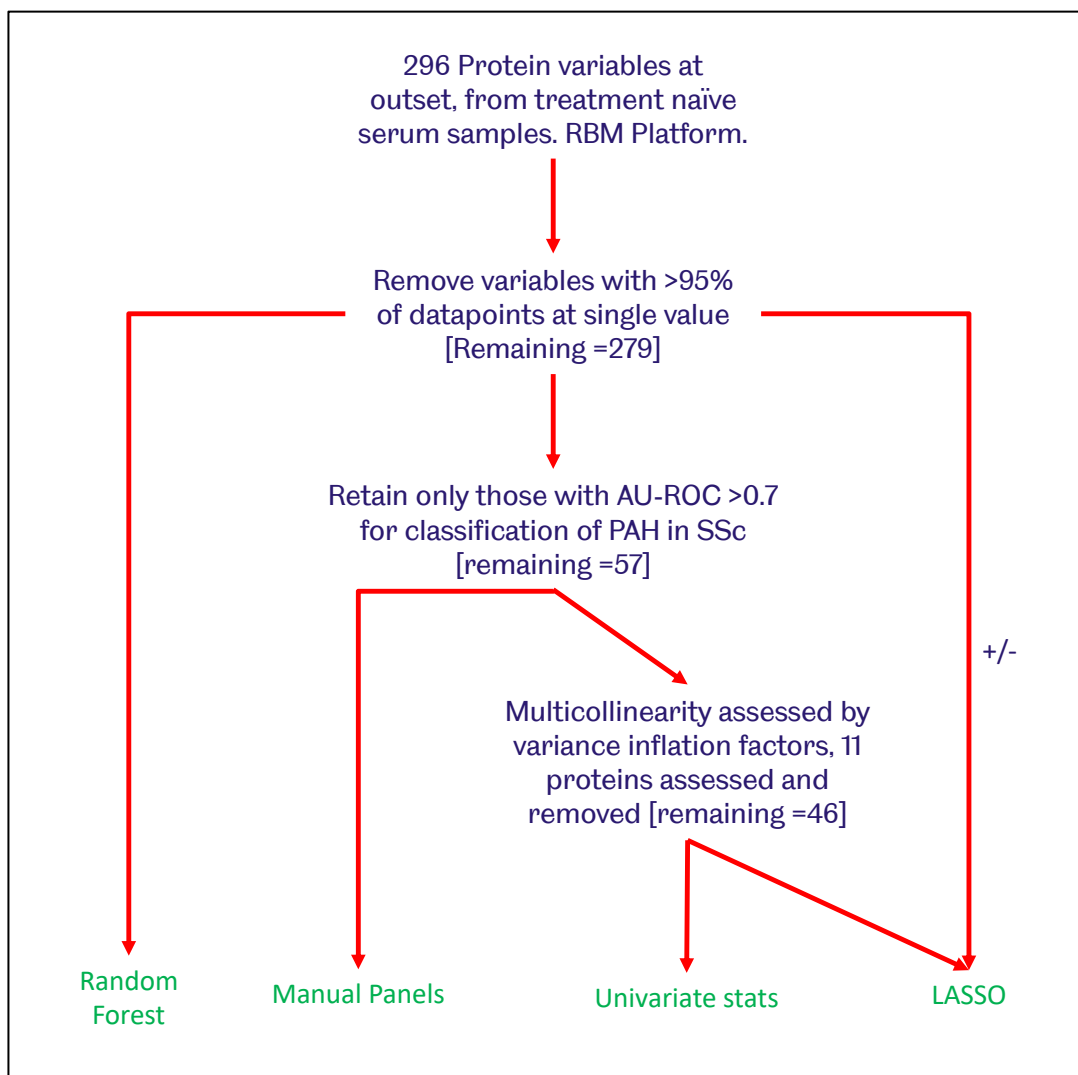 296 Protein variables at
outset, from treatment naïve
serum samples. RBM Platform.
Remove variables with >95%
of datapoints at single value
[Remaining =279]
Retain only those with AU-ROC >0.7
for classification of PAH in SSc
[remaining =57]
+/-
Multicollinearity assessed by
variance inflation factors, 11
proteins assessed and
removed [remaining =46]
Random
Forest
Manual Panels
Univariate stats
LASSO